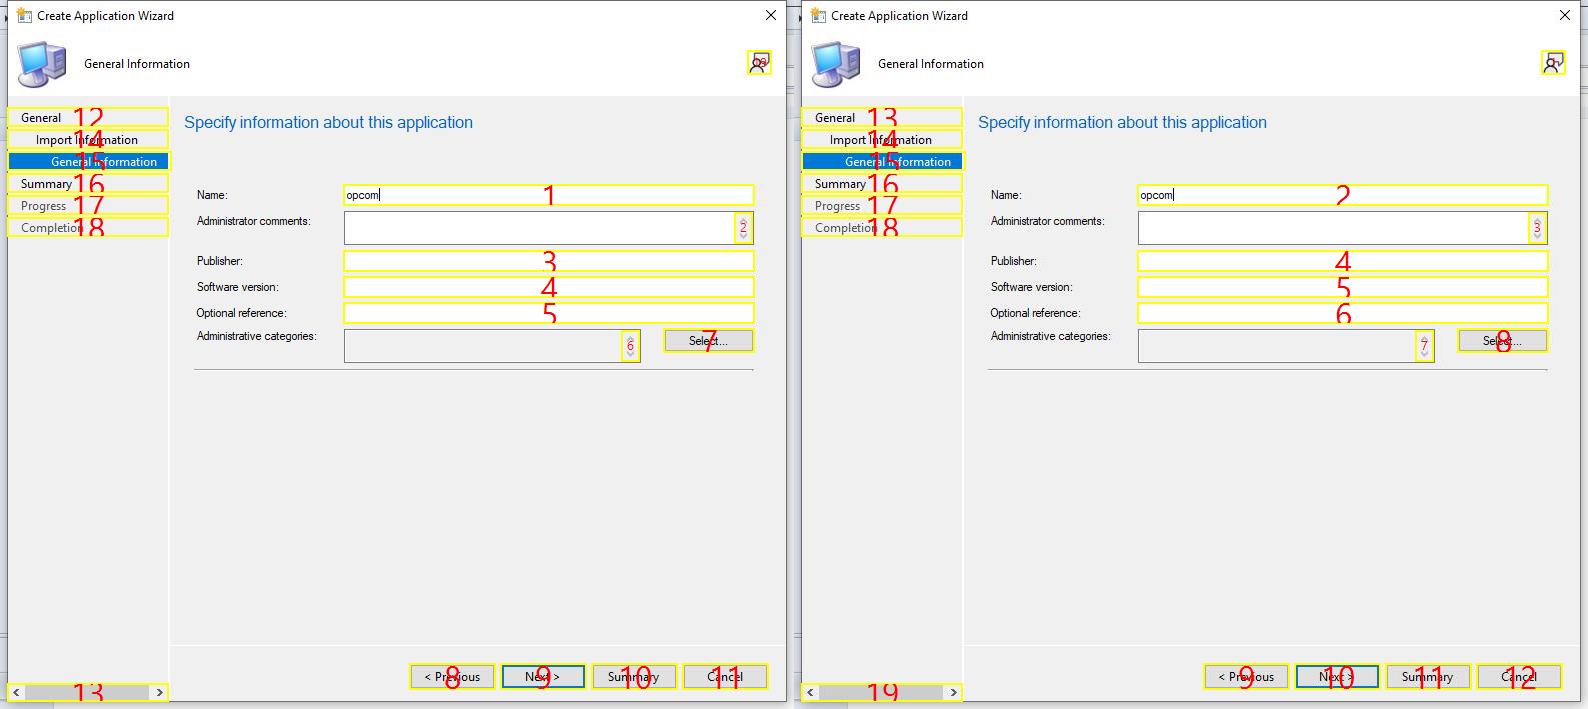 Create Application Wizard
General Information
19
General 12
Import Information 14
General Information 15
Summary 16
Progress 17
Completion 18
13
Specify information about this application
Name: opcom 1
Administrator comments: 2
Publisher: 3
Software version: 4
Optional reference: 5
Administrative categories: 6
Select... 7
< Previous 8
Next > 9
Summary 10
Cancel 11
Create Application Wizard
General Information
General 13
Import Information 14
General Information 15
Summary 16
Progress 17
Completion 18
19
Specify information about this application
Name: opcom 2
Administrator comments: 3
Publisher: 4
Software version: 5
Optional reference: 6
Administrative categories: 7
Select... 8
< Previous 9
Next > 10
Summary 11
Cancel 12